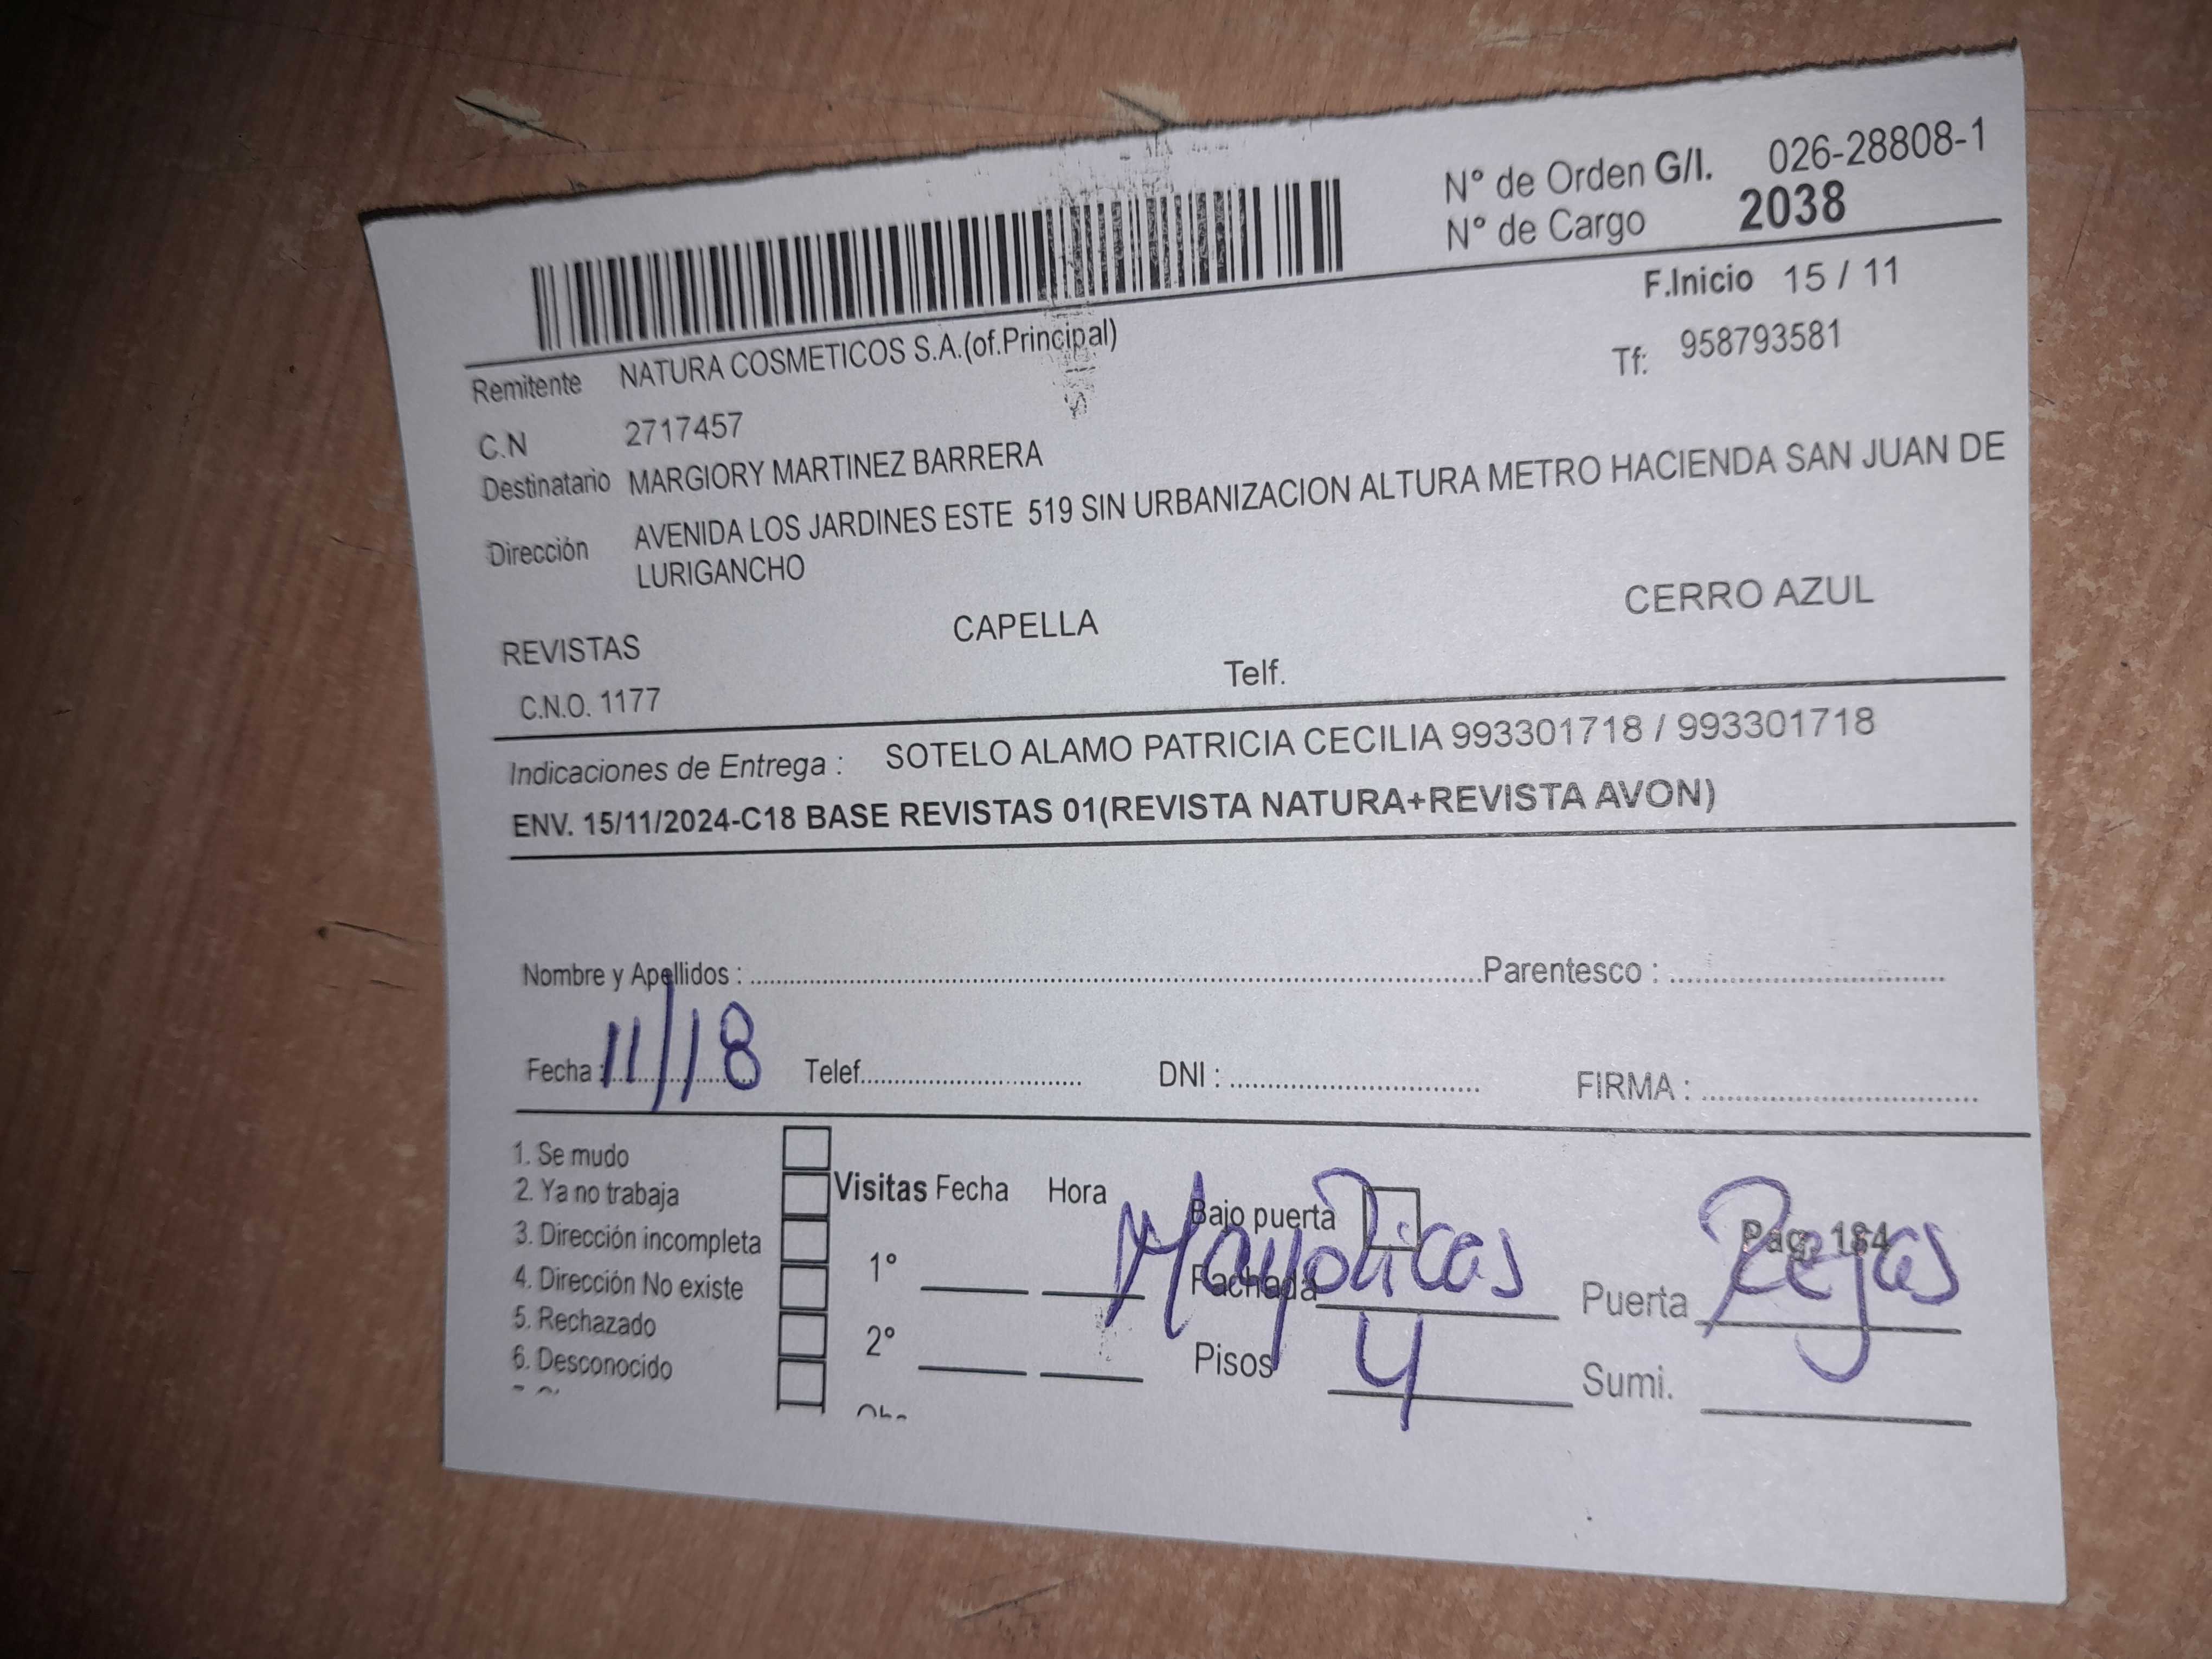 N° de Orden G/I. 026-28808-1
N° de Cargo 2038
F.Inicio 15 / 11
Remitente NATURA COSMETICOS S.A.(of.Principal)
Tf: 958793581
C.N 2717457
Destinatario MARGIORY MARTINEZ BARRERA
Dirección AVENIDA LOS JARDINES ESTE 519 SIN URBANIZACION ALTURA METRO HACIENDA SAN JUAN DE
LURIGANCHO
REVISTAS CAPELLA CERRO AZUL
C.N.O. 1177 Telf.
Indicaciones de Entrega : SOTELO ALAMO PATRICIA CECILIA 993301718 / 993301718
ENV. 15/11/2024-C18 BASE REVISTAS 01(REVISTA NATURA+REVISTA AVON)
Nombre y Apellidos : Parentesco :
Fecha : 11/18 Telef. DNI : FIRMA :
1. Se mudo
2. Ya no trabaja
3. Dirección incompleta
4. Dirección No existe
5. Rechazado
6. Desconocido
Visitas Fecha Hora
1°
2°
Bajo puerta
Fachada Mayolicas
Pisos 4
Pag. 184
Puerta Rejas
Sumi.